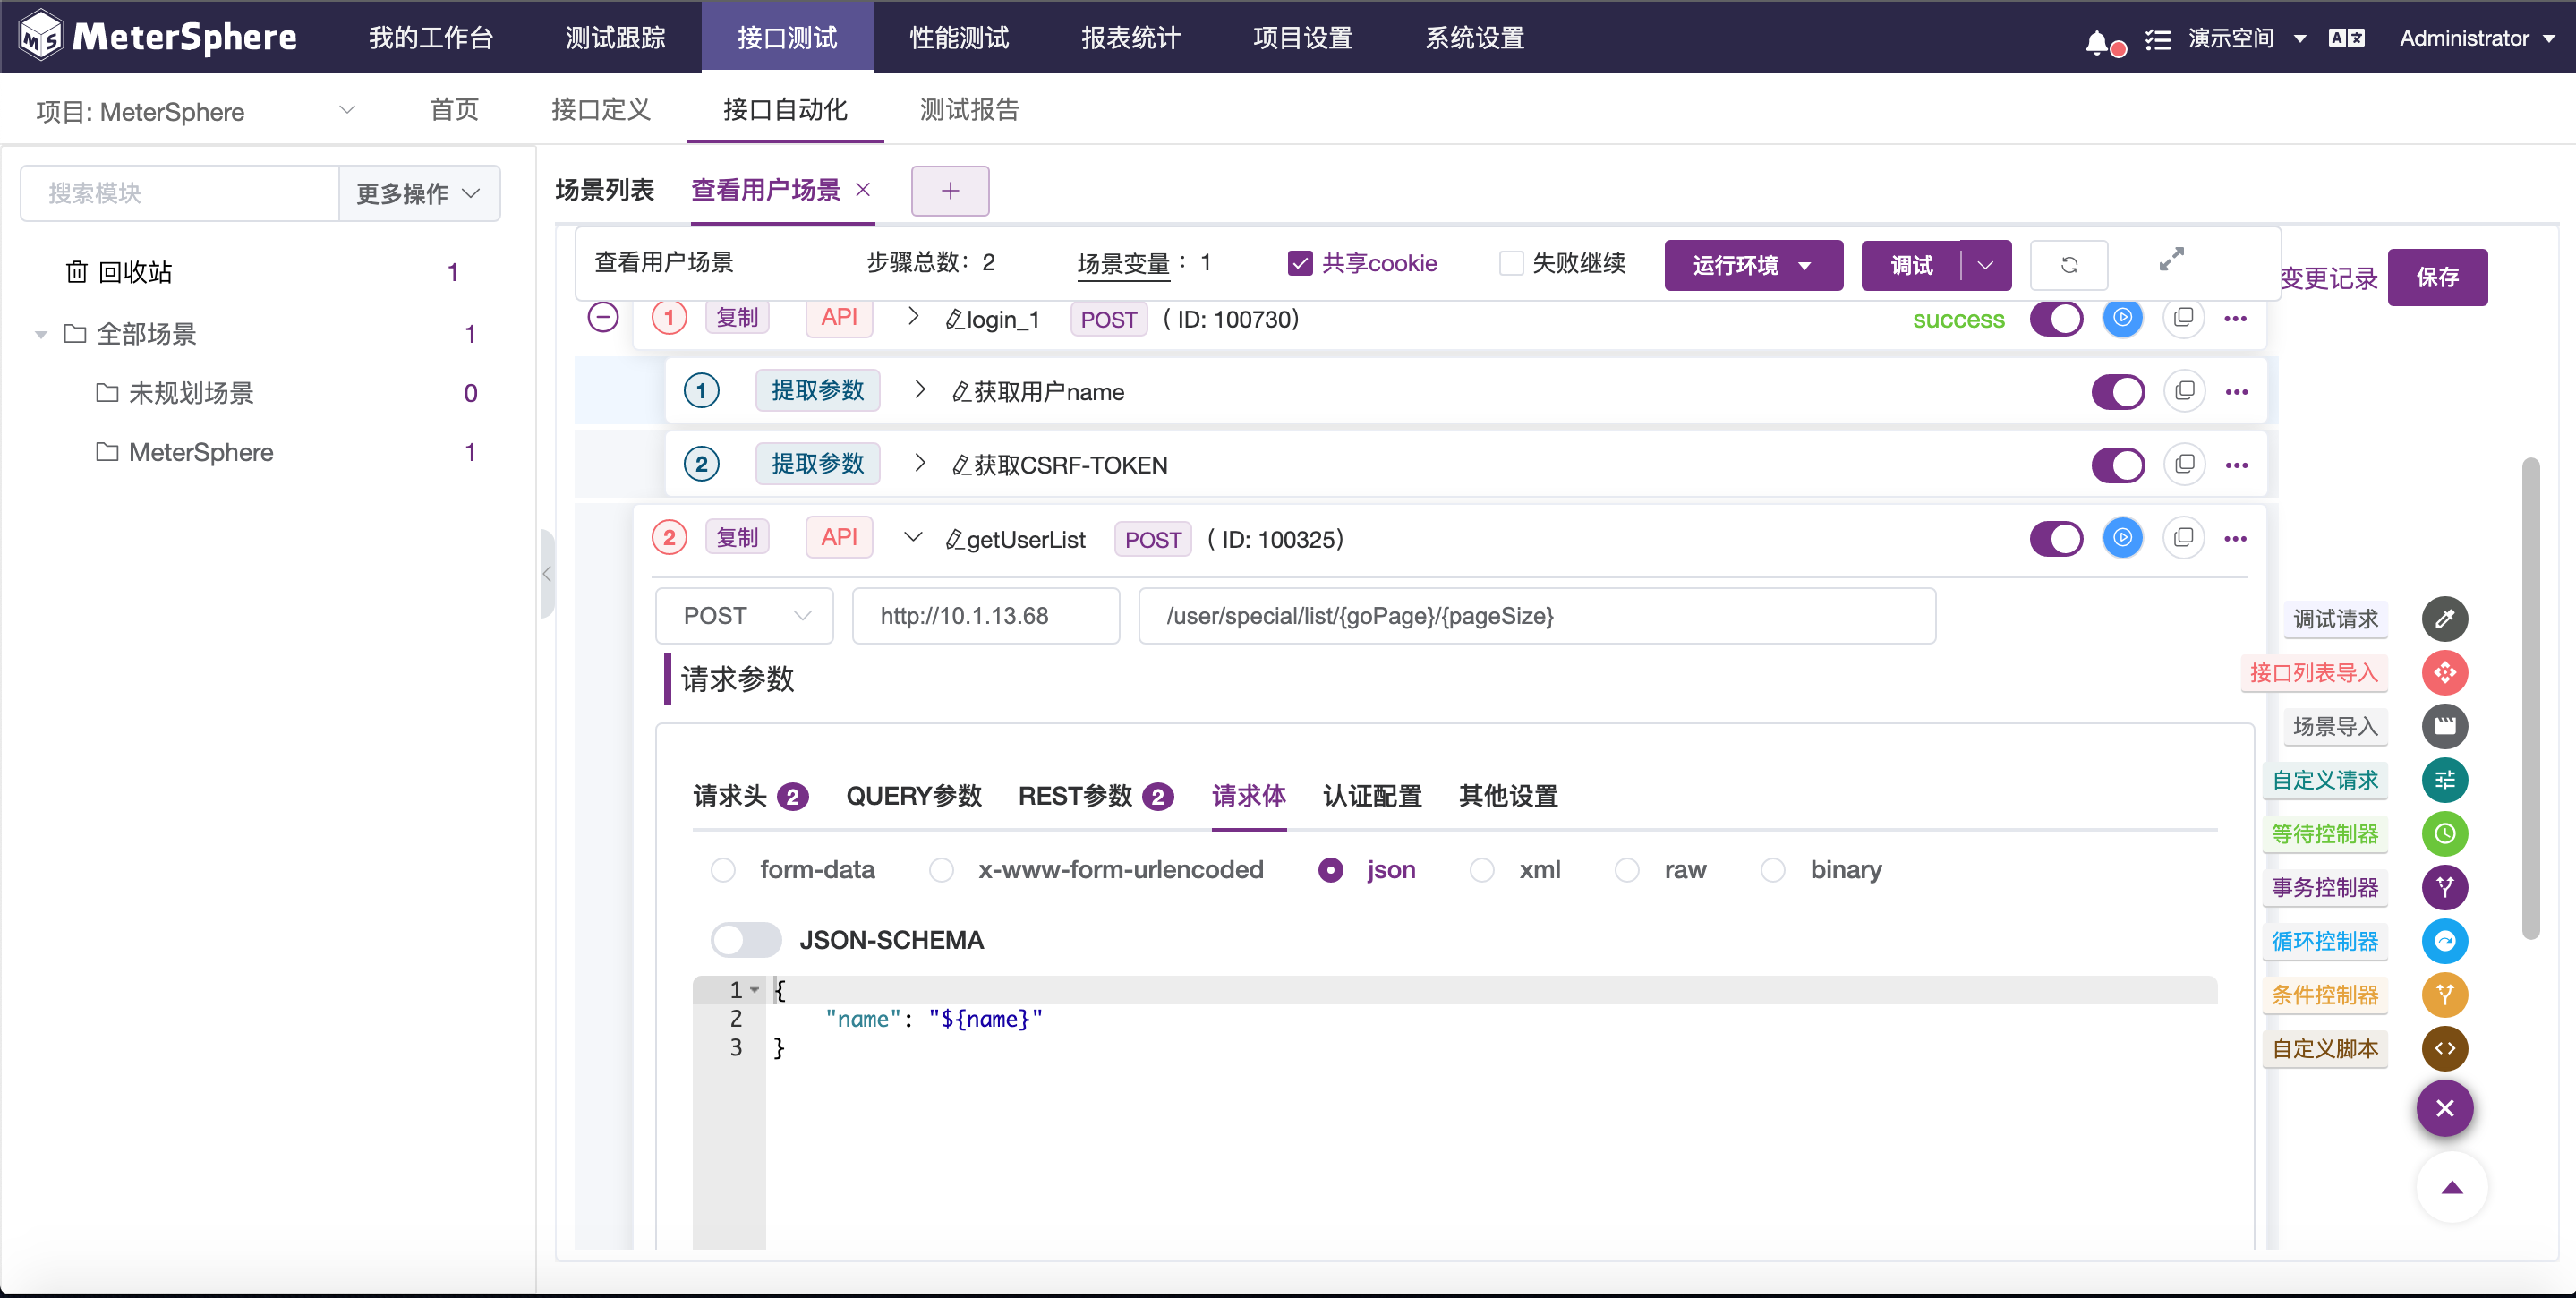 MS MeterSphere 我的工作台 测试跟踪 接口测试 性能测试 报表统计 项目设置 系统设置 演示空间 Administrator
项目: MeterSphere 首页 接口定义 接口自动化 测试报告
搜索模块 更多操作
回收站 1
全部场景 1
未规划场景 0
MeterSphere 1
场景列表 查看用户场景 +
查看用户场景 步骤总数: 2 场景变量 : 1 共享cookie 失败继续 运行环境 调试 变更记录 保存
1 复制 API login_1 POST ( ID: 100730) success
1 提取参数 获取用户name
2 提取参数 获取CSRF-TOKEN
2 复制 API getUserList POST ( ID: 100325)
POST http://10.1.13.68 /user/special/list/{goPage}/{pageSize}
请求参数
请求头 2 QUERY参数 REST参数 2 请求体 认证配置 其他设置
form-data x-www-form-urlencoded json xml raw binary
JSON-SCHEMA
1 {
2 "name": "${name}"
3 }
调试请求
接口列表导入
场景导入
自定义请求
等待控制器
事务控制器
循环控制器
条件控制器
自定义脚本